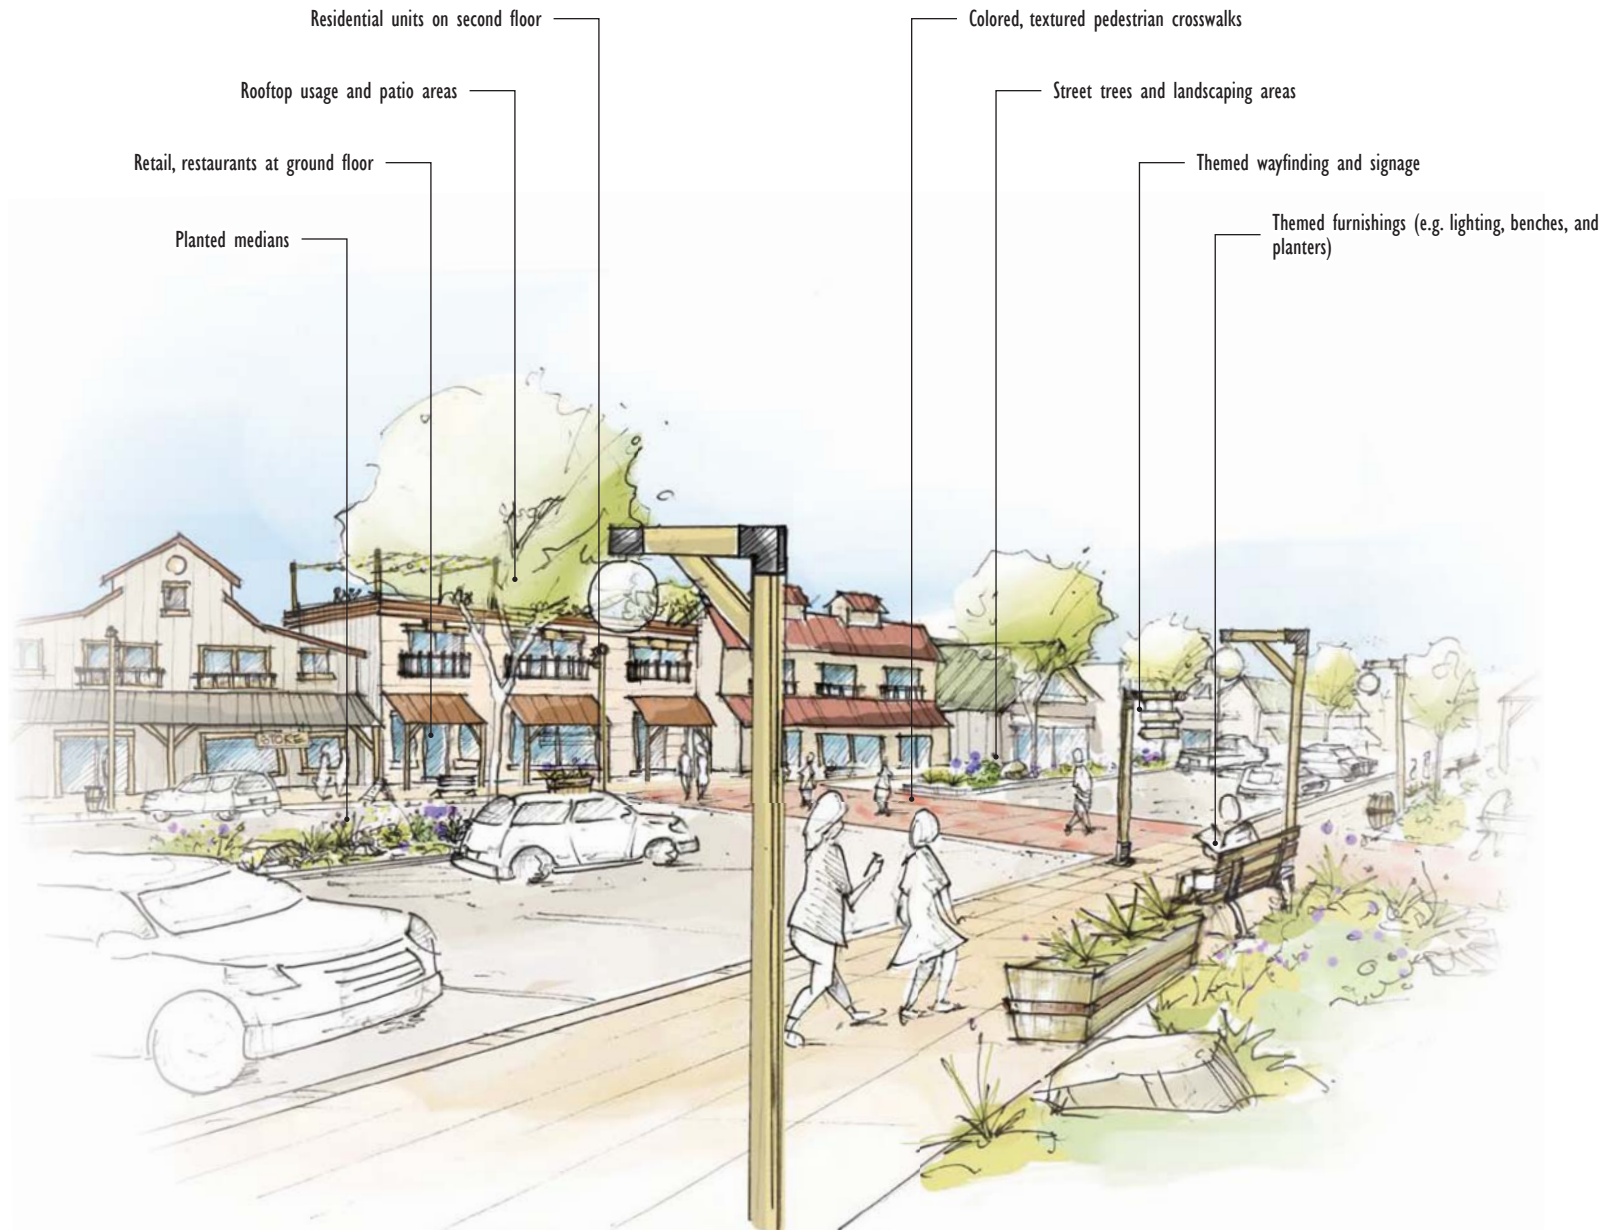 Residential units on second floor
Colored, textured pedestrian crosswalks
Rooftop usage and patio areas
Street trees and landscaping areas
Retail, restaurants at ground floor
Themed wayfinding and signage
Planted medians
Themed furnishings (e.g. lighting, benches, and
planters)
STORE